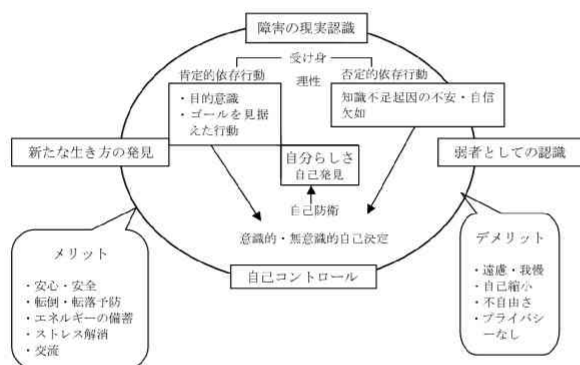 障害の現実認識
受け身
肯定的依存行動
理性
否定的依存行動
・目的意識
・ゴールを見据
えた行動
知識不足起因の不安・自信
欠如
新たな生き方の発見
自分らしさ
自己発見
弱者としての認識
自己防衛
意識的・無意識的自己決定
自己コントロール
メリット
・安心・安全
・転倒・転落予防
・エネルギーの備蓄
・ストレス解消
・交流
デメリット
・遠慮・我慢
・自己縮小
・不自由さ
・プライバシ
ーなし